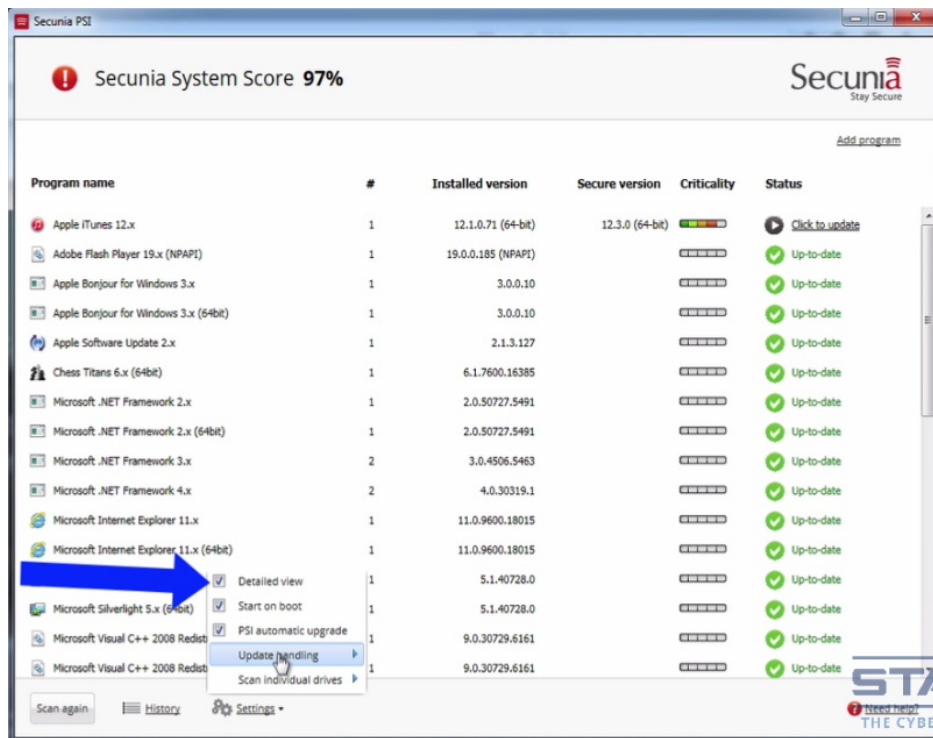 Secunia PSI
Secunia System Score 97%
Secunia
Stay Secure
Add program
Program name # Installed version Secure version Criticality Status
Apple iTunes 12.x 1 12.1.0.71 (64-bit) 12.3.0 (64-bit) Click to update
Adobe Flash Player 19.x (NPAPI) 1 19.0.0.185 (NPAPI) Up-to-date
Apple Bonjour for Windows 3.x 1 3.0.0.10 Up-to-date
Apple Bonjour for Windows 3.x (64bit) 1 3.0.0.10 Up-to-date
Apple Software Update 2.x 1 2.1.3.127 Up-to-date
Chess Titans 6.x (64bit) 1 6.1.7600.16385 Up-to-date
Microsoft .NET Framework 2.x 1 2.0.50727.5491 Up-to-date
Microsoft .NET Framework 2.x (64bit) 1 2.0.50727.5491 Up-to-date
Microsoft .NET Framework 3.x 2 3.0.4506.5463 Up-to-date
Microsoft .NET Framework 4.x 2 4.0.30319.1 Up-to-date
Microsoft Internet Explorer 11.x 1 11.0.9600.18015 Up-to-date
Microsoft Internet Explorer 11.x (64bit) 1 11.0.9600.18015 Up-to-date
Detailed view 1 5.1.40728.0 Up-to-date
Microsoft Silverlight 5.x (64bit) Start on boot 1 5.1.40728.0 Up-to-date
PSI automatic upgrade
Microsoft Visual C++ 2008 Redist 1 9.0.30729.6161 Up-to-date
Update handling
Microsoft Visual C++ 2008 Redist 1 9.0.30729.6161 Up-to-date
Scan individual drives
Scan again History Settings Need help?
STA
THE CYBE